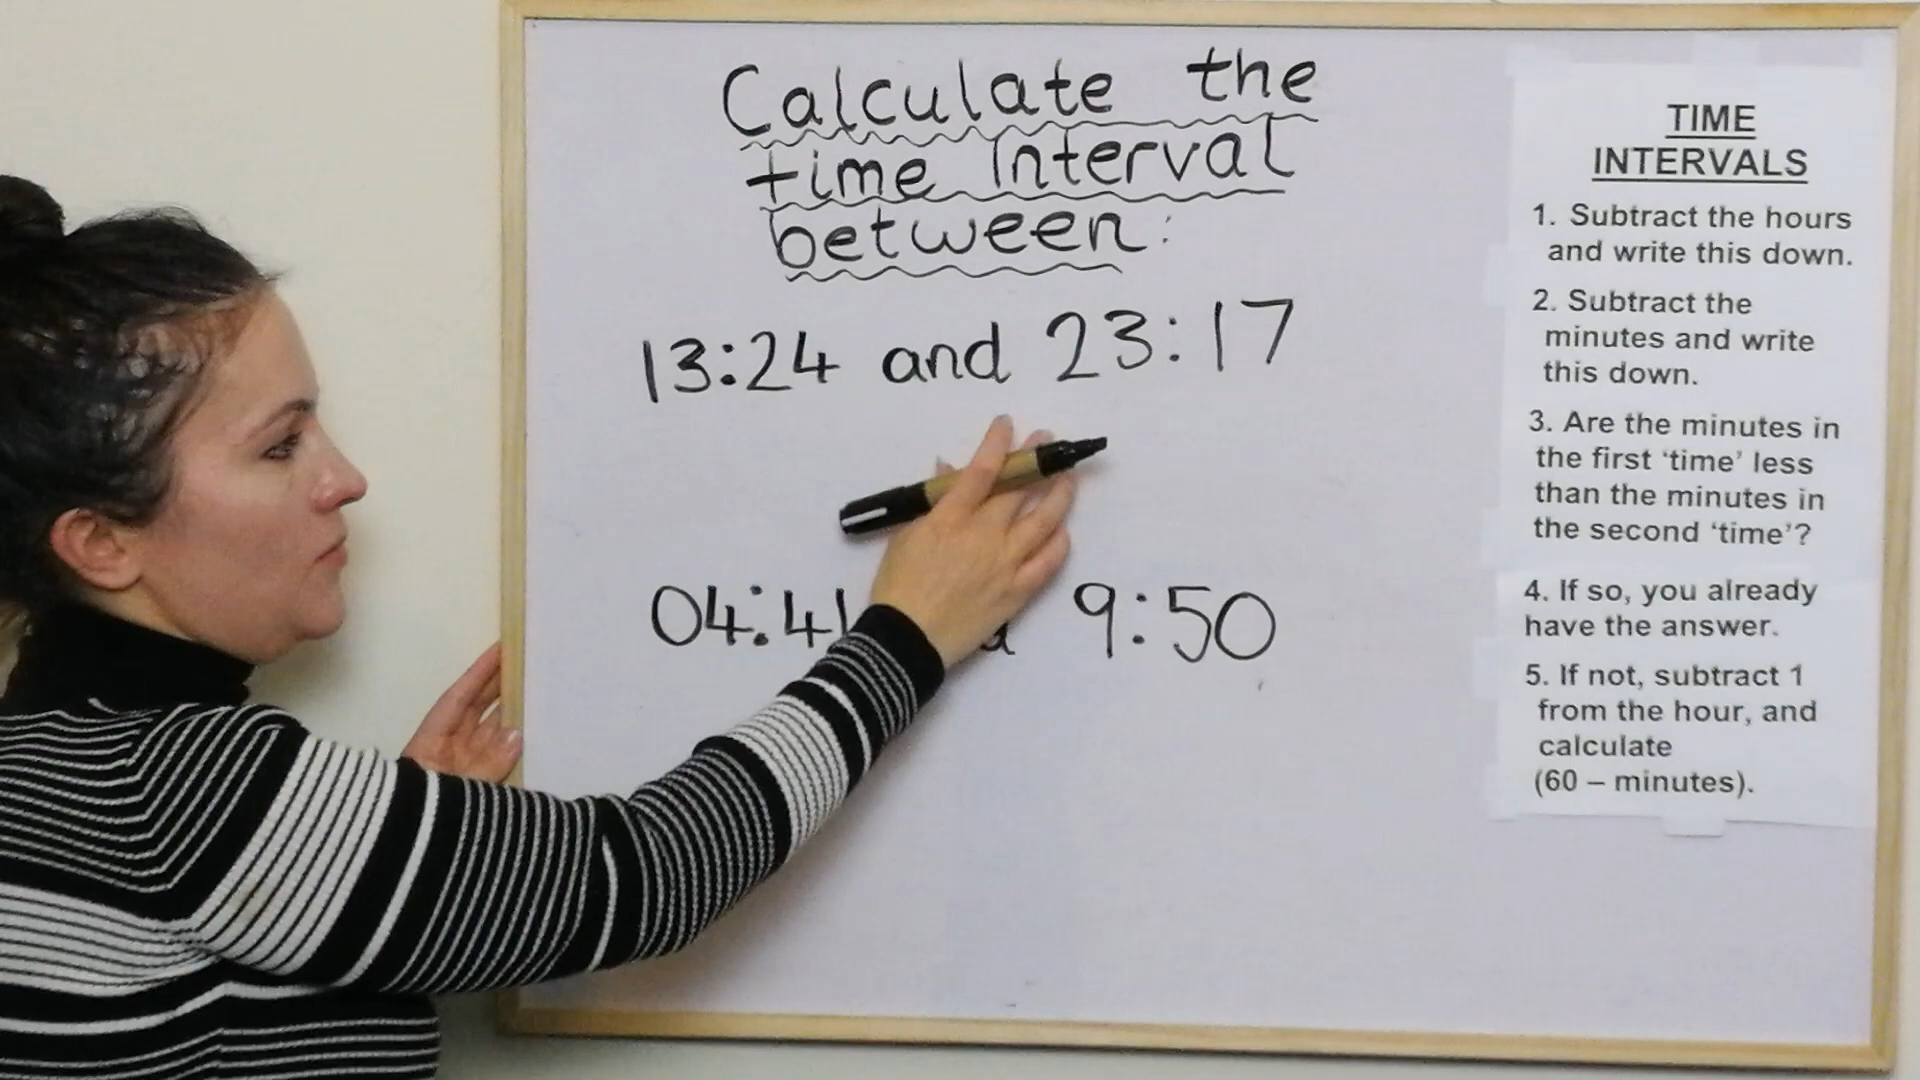 Calculate the
time interval
between:
13:24 and 23:17
04:4 9:50
TIME
INTERVALS
1. Subtract the hours
and write this down.
2. Subtract the
minutes and write
this down.
3. Are the minutes in
the first ‘time’ less
than the minutes in
the second ‘time’?
4. If so, you already
have the answer.
5. If not, subtract 1
from the hour, and
calculate
(60 – minutes).